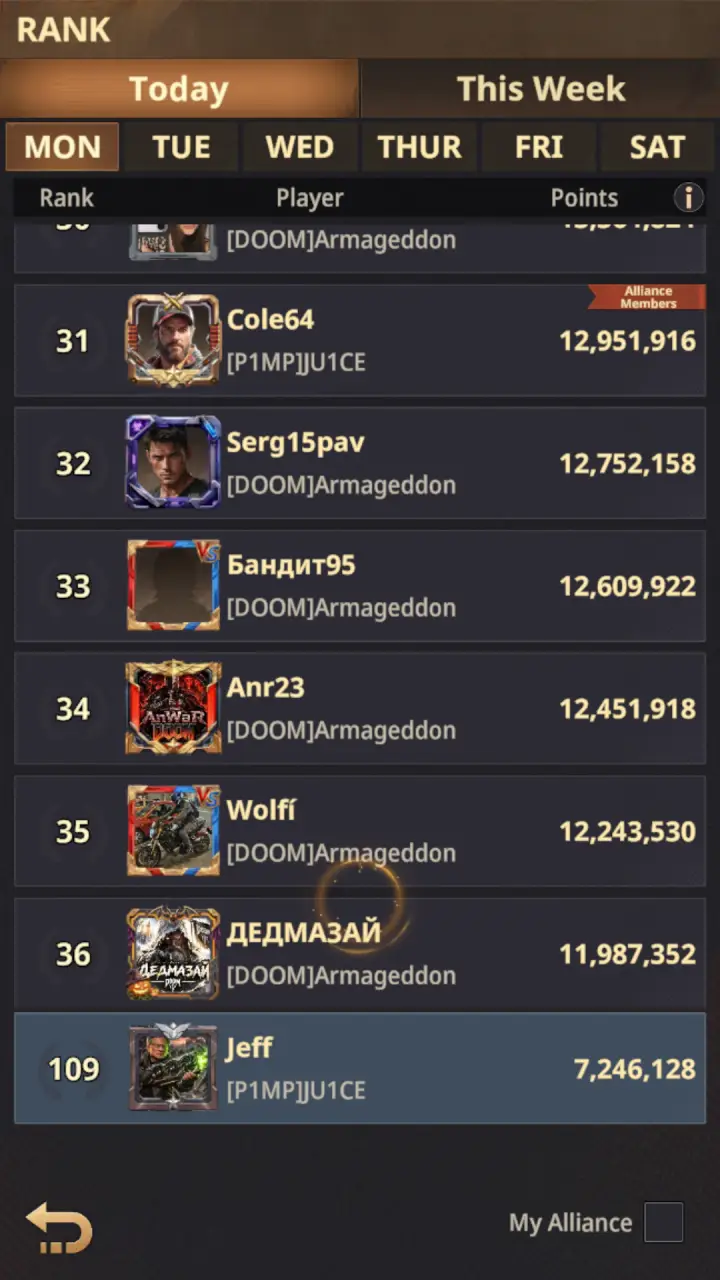 RANK
Today This Week
MON TUE WED THUR FRI SAT
Rank Player Points
[DOOM]Armageddon
Alliance
Members
31 Cole64 12,951,916
[P1MP]JU1CE
32 Serg15pav 12,752,158
[DOOM]Armageddon
33 Бандит95 12,609,922
[DOOM]Armageddon
34 Anr23 12,451,918
[DOOM]Armageddon
35 Wolfí 12,243,530
[DOOM]Armageddon
36 ДЕДМАЗАЙ 11,987,352
[DOOM]Armageddon
109 Jeff 7,246,128
[P1MP]JU1CE
My Alliance